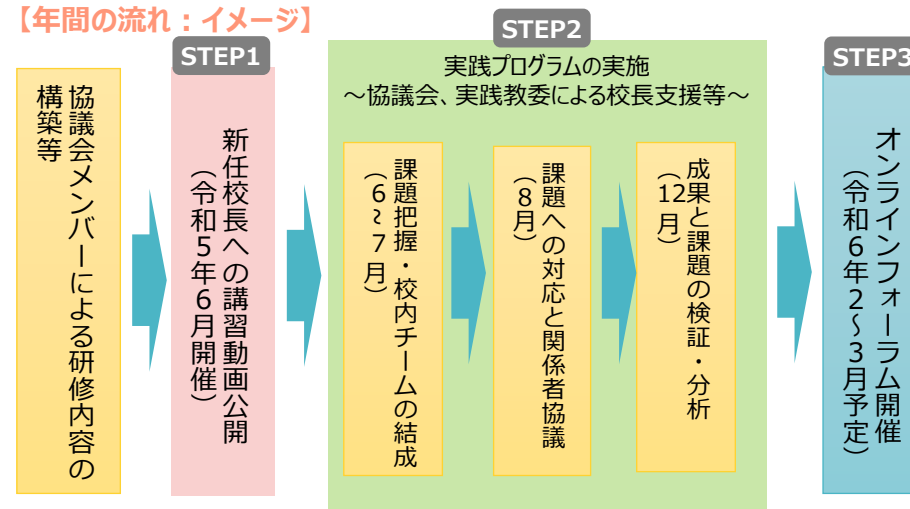 【年間の流れ：イメージ】
協議会メンバーによる研修内容の
構築等
STEP1
新任校長への講習動画公開
（令和５年６月開催）
STEP2
実践プログラムの実施
～協議会、実践教委による校長支援等～
課題把握・校内チームの結成
（6～７月）
課題への対応と関係者協議
（8月）
成果と課題の検証・分析
（12月）
STEP3
オンラインフォーラム開催
（令和６年２～３月予定）